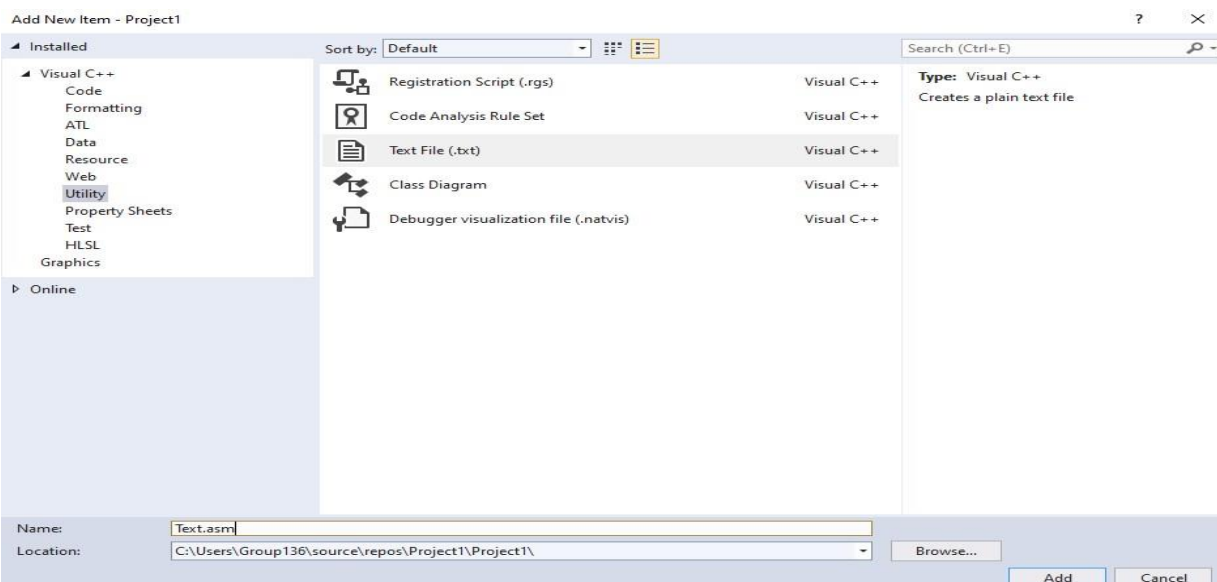 Add New Item - Project1
? ×
Installed
Visual C++
Code
Formatting
ATL
Data
Resource
Web
Utility
Property Sheets
Test
HLSL
Graphics
Online
Sort by: Default
Registration Script (.rgs) Visual C++
Code Analysis Rule Set Visual C++
Text File (.txt) Visual C++
Class Diagram Visual C++
Debugger visualization file (.natvis) Visual C++
Search (Ctrl+E)
Type: Visual C++
Creates a plain text file
Name: Text.asm
Location: C:\Users\Group136\source\repos\Project1\Project1\
Browse...
Add Cancel